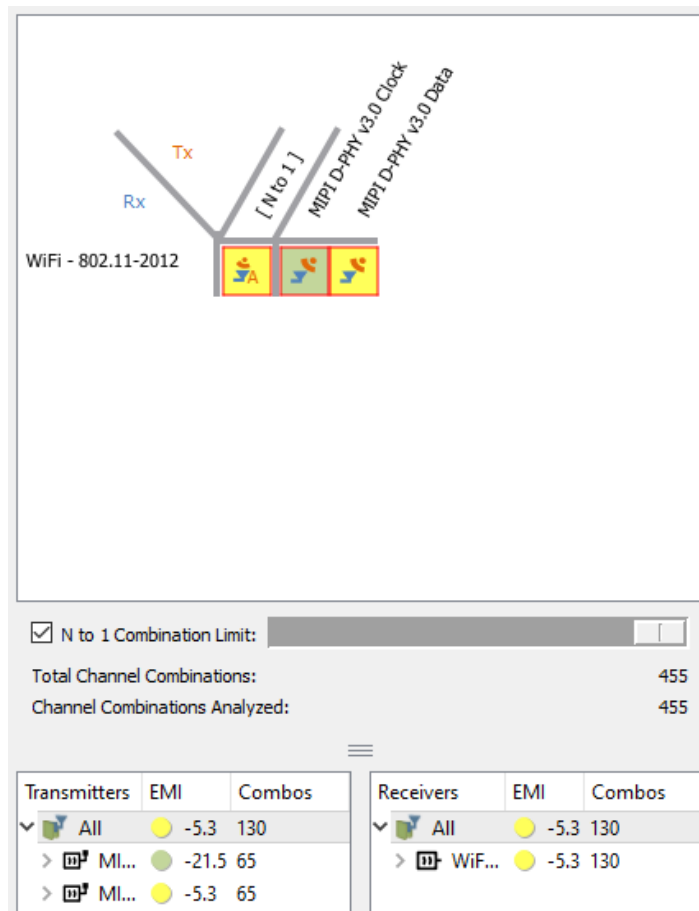 Tx
Rx
[ N to 1 ]
MIPI D-PHY v3.0 Clock
MIPI D-PHY v3.0 Data
WiFi - 802.11-2012
A
N to 1 Combination Limit:
Total Channel Combinations: 455
Channel Combinations Analyzed: 455
Transmitters EMI Combos Receivers EMI Combos
All -5.3 130 All -5.3 130
MI... -21.5 65 WiF... -5.3 130
MI... -5.3 65